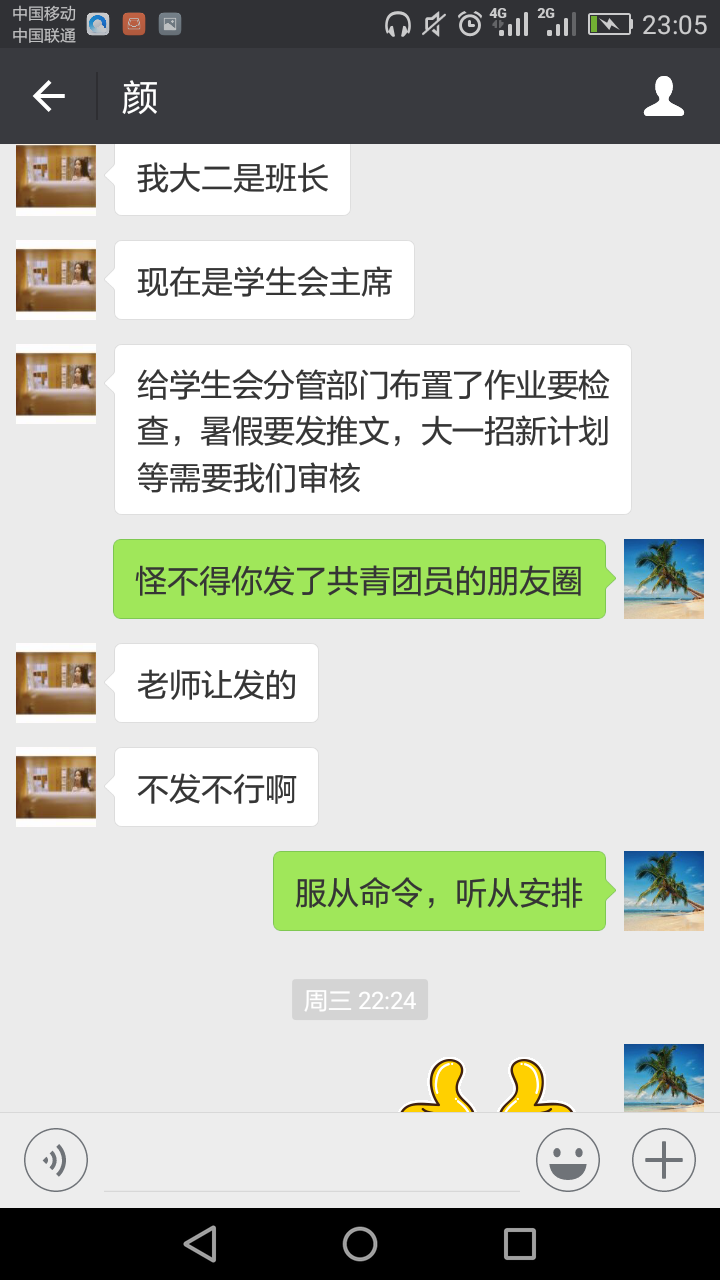 中国移动
中国联通
4G
2G
23:05
颜
我大二是班长
现在是学生会主席
给学生会分管部门布置了作业要检
查，暑假要发推文，大一招新计划
等需要我们审核
怪不得你发了共青团员的朋友圈
老师让发的
不发不行啊
服从命令，听从安排
周三 22:24